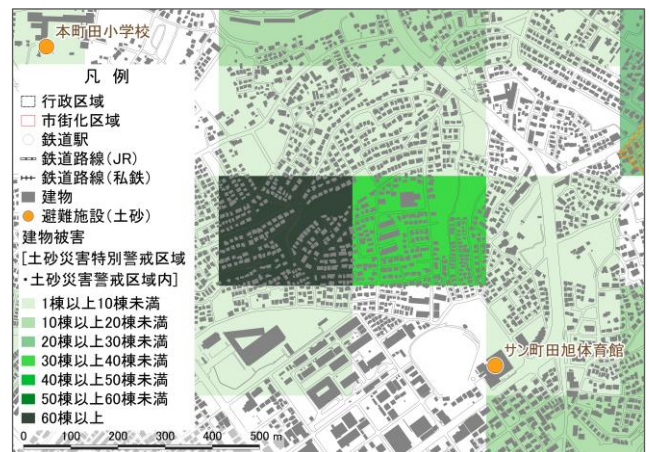 本町田小学校
凡 例
行政区域
市街化区域
鉄道駅
鉄道路線(JR)
鉄道路線(私鉄)
建物
避難施設(土砂)
建物被害
[土砂災害特別警戒区域
・土砂災害警戒区域内]
1棟以上10棟未満
10棟以上20棟未満
20棟以上30棟未満
30棟以上40棟未満
40棟以上50棟未満
50棟以上60棟未満
60棟以上
0 100 200 300 400 500 m
サン町田旭体育館